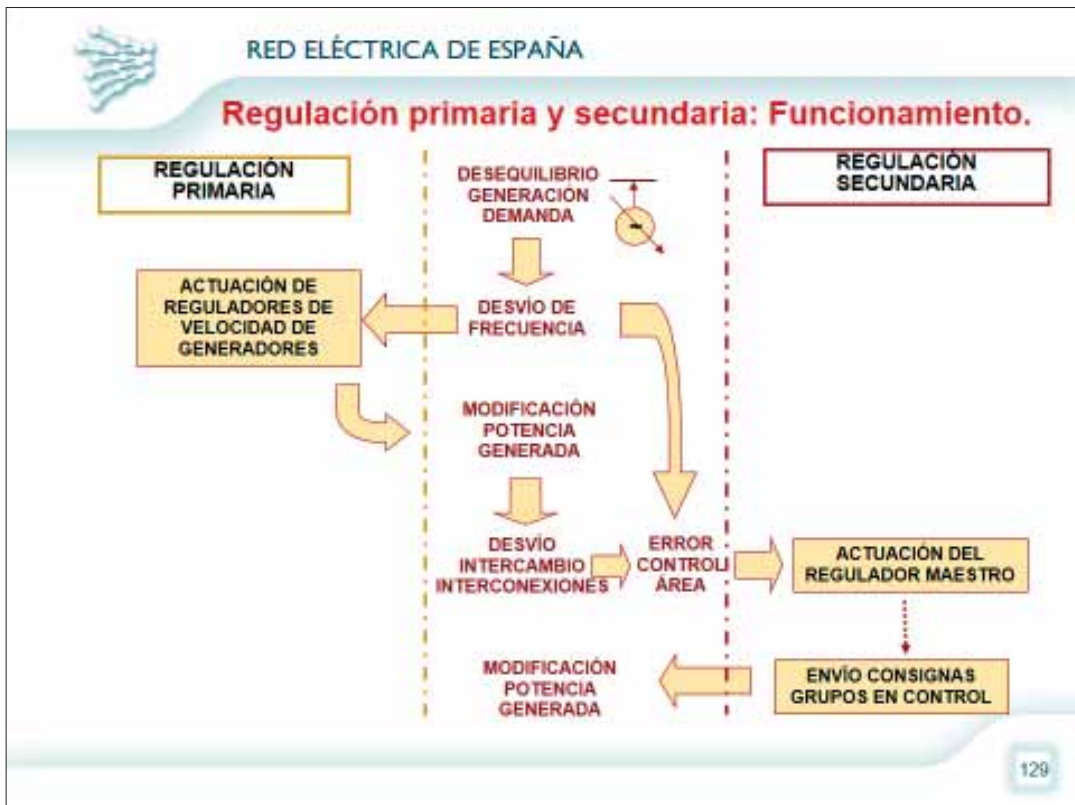 RED ELÉCTRICA DE ESPAÑA
Regulación primaria y secundaria: Funcionamiento.
REGULACIÓN
PRIMARIA
DESEQUILIBRIO
GENERACIÓN
DEMANDA
REGULACIÓN
SECUNDARIA
ACTUACIÓN DE
REGULADORES DE
VELOCIDAD DE
GENERADORES
DESVÍO DE
FRECUENCIA
MODIFICACIÓN
POTENCIA
GENERADA
DESVÍO
INTERCAMBIO
INTERCONEXIONES
ERROR
CONTROL
ÁREA
ACTUACIÓN DEL
REGULADOR MAESTRO
ENVÍO CONSIGNAS
GRUPOS EN CONTROL
MODIFICACIÓN
POTENCIA
GENERADA
129